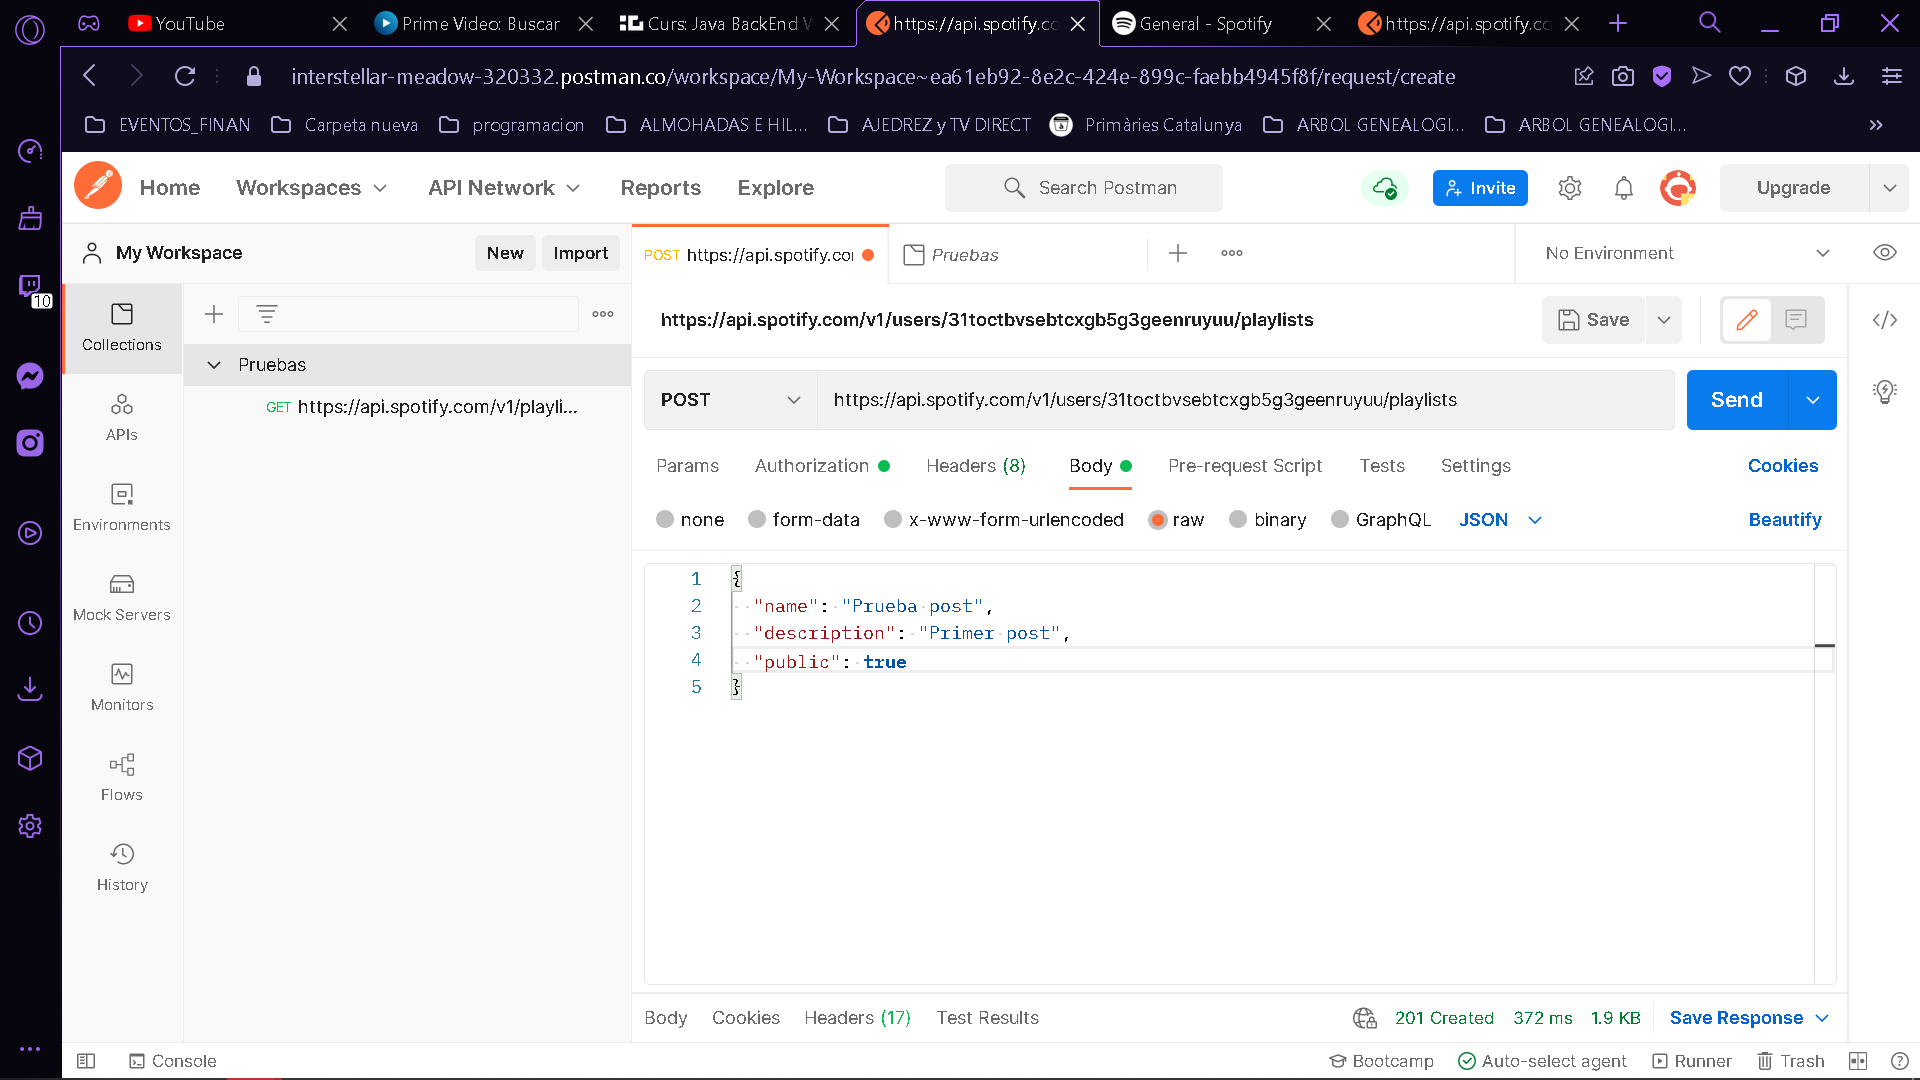 YouTube
Prime Video: Buscar
Curs: Java BackEnd W
https://api.spotify.co
General - Spotify
https://api.spotify.co
interstellar-meadow-320332.postman.co/workspace/My-Workspace~ea61eb92-8e2c-424e-899c-faebb4945f8f/request/create
EVENTOS_FINAN
Carpeta nueva
programacion
ALMOHADAS E HIL...
AJEDREZ y TV DIRECT
Primàries Catalunya
ARBOL GENEALOGI...
ARBOL GENEALOGI...
10
Home
Workspaces
API Network
Reports
Explore
Search Postman
Invite
Upgrade
My Workspace
New
Import
POST https://api.spotify.co
Pruebas
No Environment
Collections
APIs
Environments
Mock Servers
Monitors
Flows
History
Pruebas
GET https://api.spotify.com/v1/playli...
https://api.spotify.com/v1/users/31toctbvsebtcxgb5g3geenruyuu/playlists
Save
POST
https://api.spotify.com/v1/users/31toctbvsebtcxgb5g3geenruyuu/playlists
Send
Params
Authorization
Headers (8)
Body
Pre-request Script
Tests
Settings
Cookies
none
form-data
x-www-form-urlencoded
raw
binary
GraphQL
JSON
Beautify
1 {
2 "name": "Prueba post",
3 "description": "Primer post",
4 "public": true
5 }
Body
Cookies
Headers (17)
Test Results
201 Created
372 ms
1.9 KB
Save Response
Console
Bootcamp
Auto-select agent
Runner
Trash